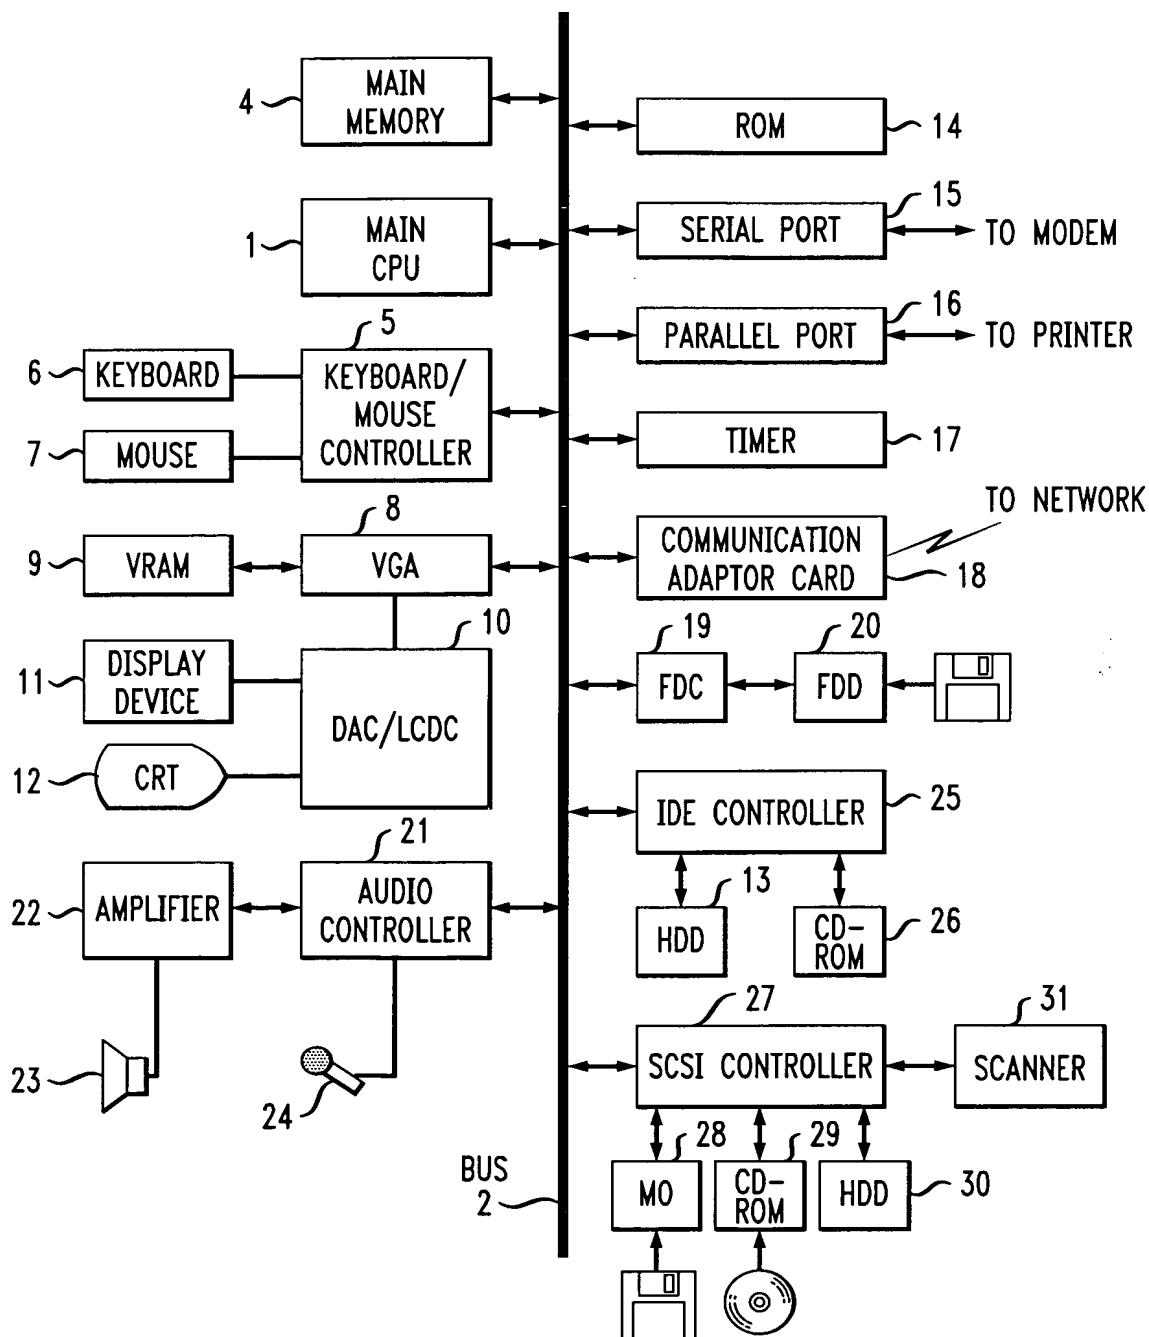 4
MAIN
MEMORY
1
MAIN
CPU
5
6
KEYBOARD
7
MOUSE
KEYBOARD/
MOUSE
CONTROLLER
8
9
VRAM
VGA
10
11
DISPLAY
DEVICE
12
CRT
DAC/LCDC
21
22
AMPLIFIER
AUDIO
CONTROLLER
23
24
BUS
2
ROM
14
15
SERIAL PORT
TO MODEM
16
PARALLEL PORT
TO PRINTER
TIMER
17
TO NETWORK
COMMUNICATION
ADAPTOR CARD
18
19
FDC
20
FDD
IDE CONTROLLER
25
13
HDD
CD-
ROM
26
27
SCSI CONTROLLER
31
SCANNER
28
MO
29
CD-
ROM
HDD
30